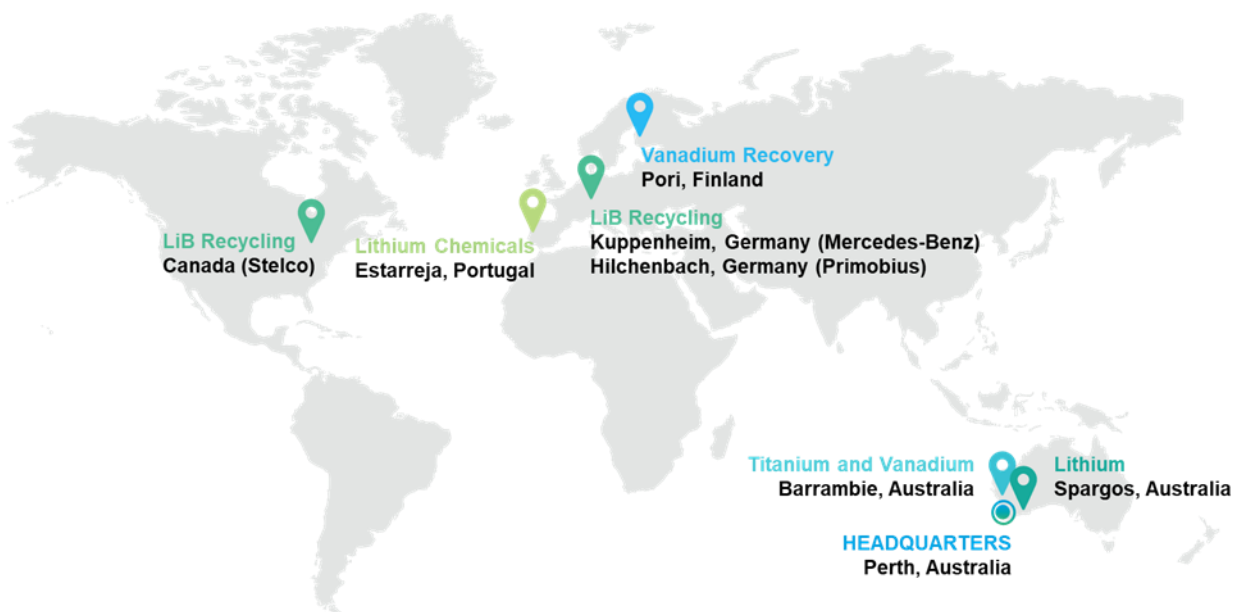 Vanadium Recovery
Pori, Finland
LiB Recycling
Canada (Stelco)
Lithium Chemicals
Estarreja, Portugal
LiB Recycling
Kuppenheim, Germany (Mercedes-Benz)
Hilchenbach, Germany (Primobius)
Titanium and Vanadium
Barrambie, Australia
Lithium
Spargos, Australia
HEADQUARTERS
Perth, Australia